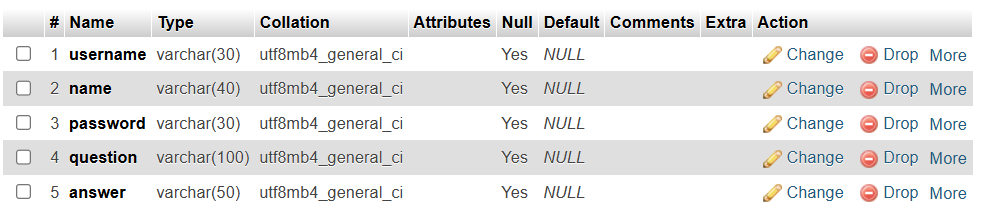 # Name Type Collation Attributes Null Default Comments Extra Action
1 username varchar(30) utf8mb4_general_ci Yes NULL Change Drop More
2 name varchar(40) utf8mb4_general_ci Yes NULL Change Drop More
3 password varchar(30) utf8mb4_general_ci Yes NULL Change Drop More
4 question varchar(100) utf8mb4_general_ci Yes NULL Change Drop More
5 answer varchar(50) utf8mb4_general_ci Yes NULL Change Drop More